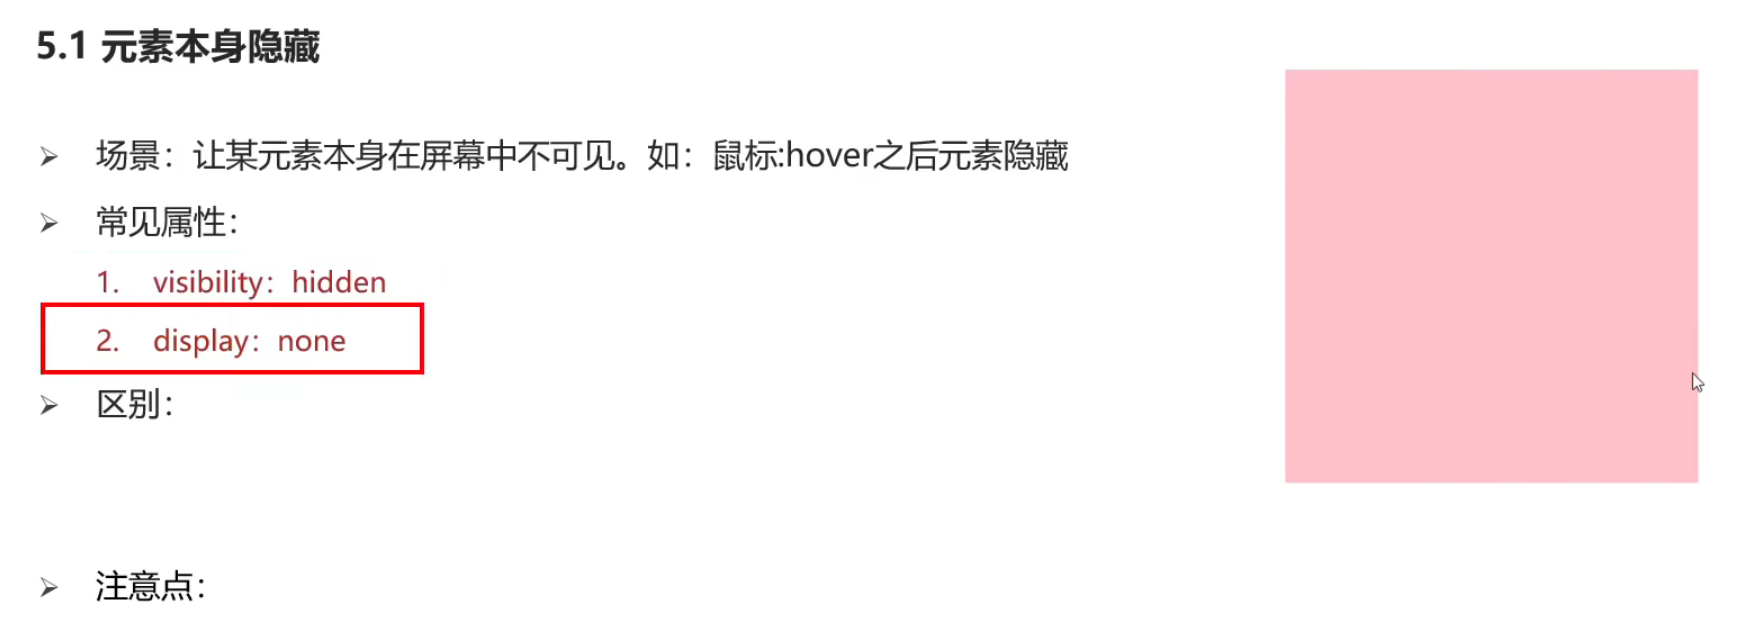 5.1 元素本身隐藏
➢ 场景：让某元素本身在屏幕中不可见。如：鼠标:hover之后元素隐藏
➢ 常见属性：
1. visibility：hidden
2. display：none
➢ 区别：
➢ 注意点：